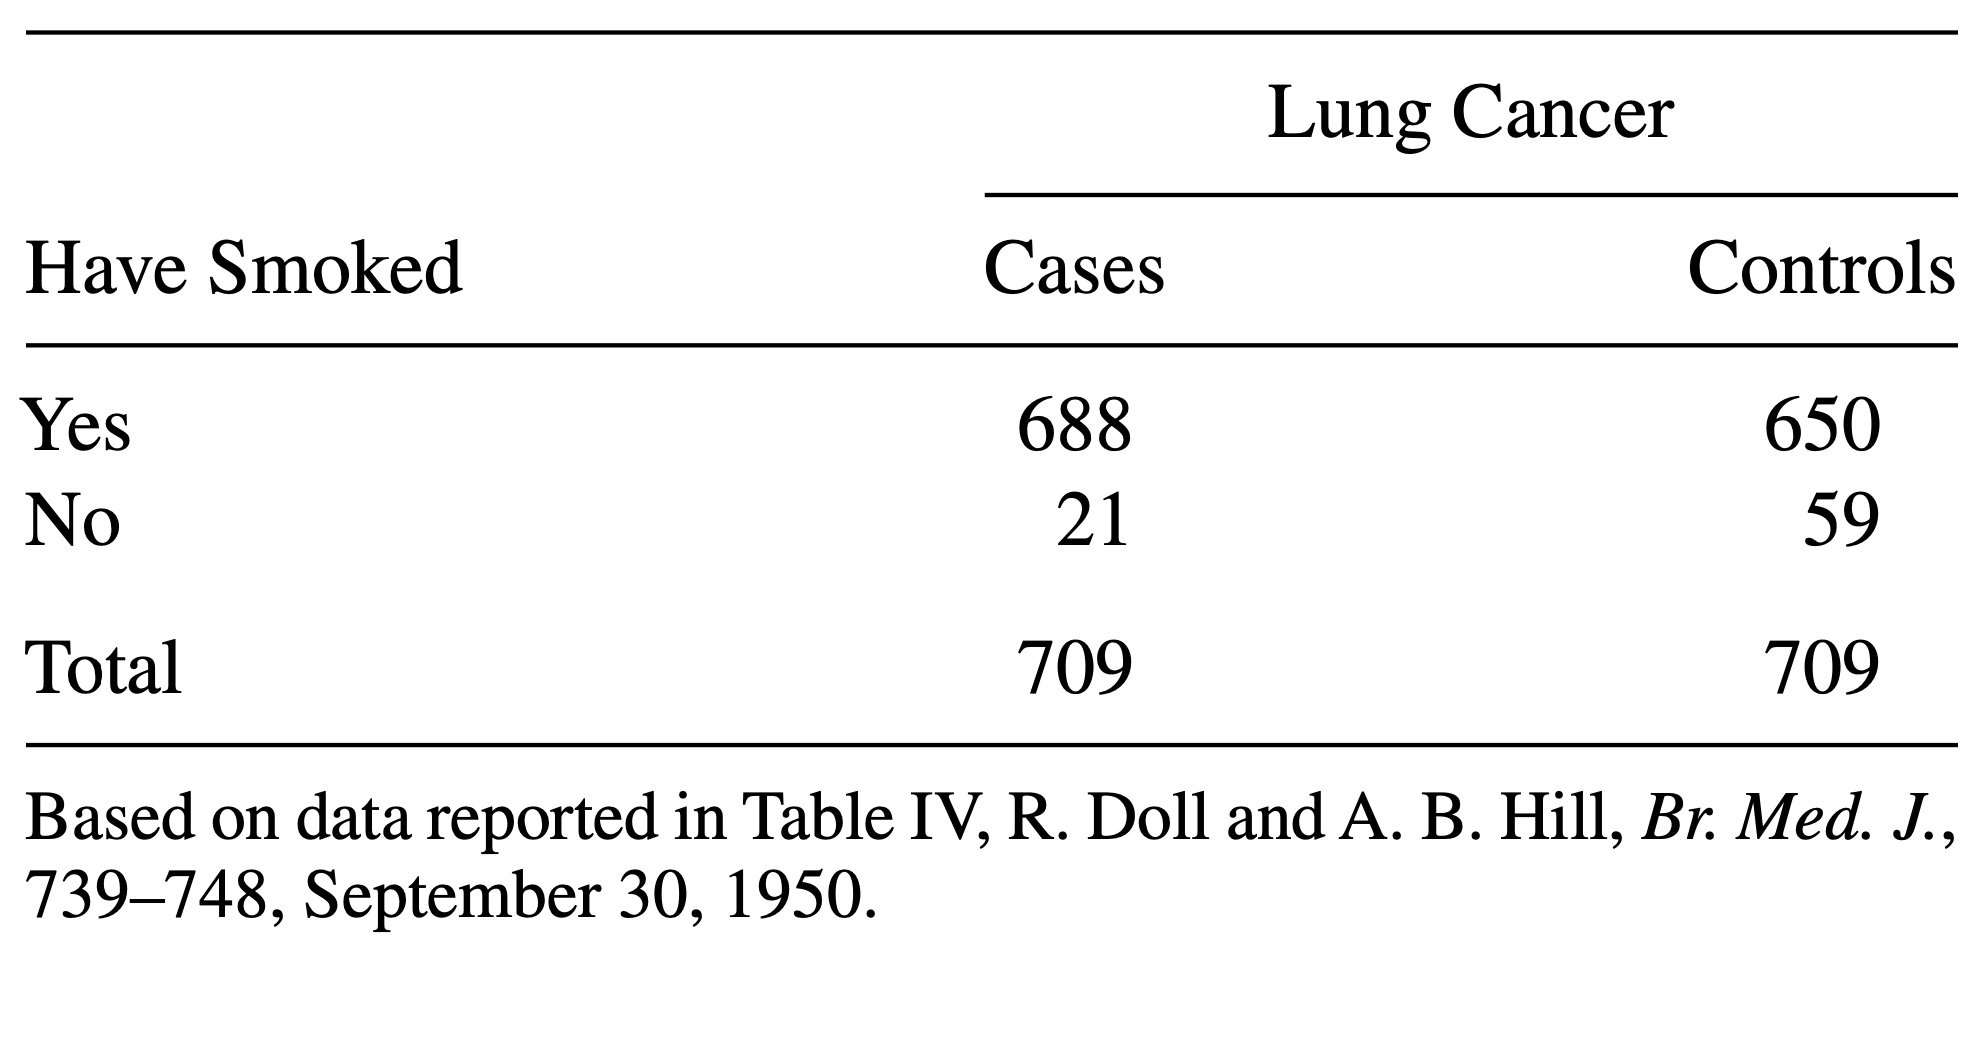 Lung Cancer
Have Smoked Cases Controls
Yes 688 650
No 21 59
Total 709 709
Based on data reported in Table IV, R. Doll and A. B. Hill, Br. Med. J.,
739–748, September 30, 1950.